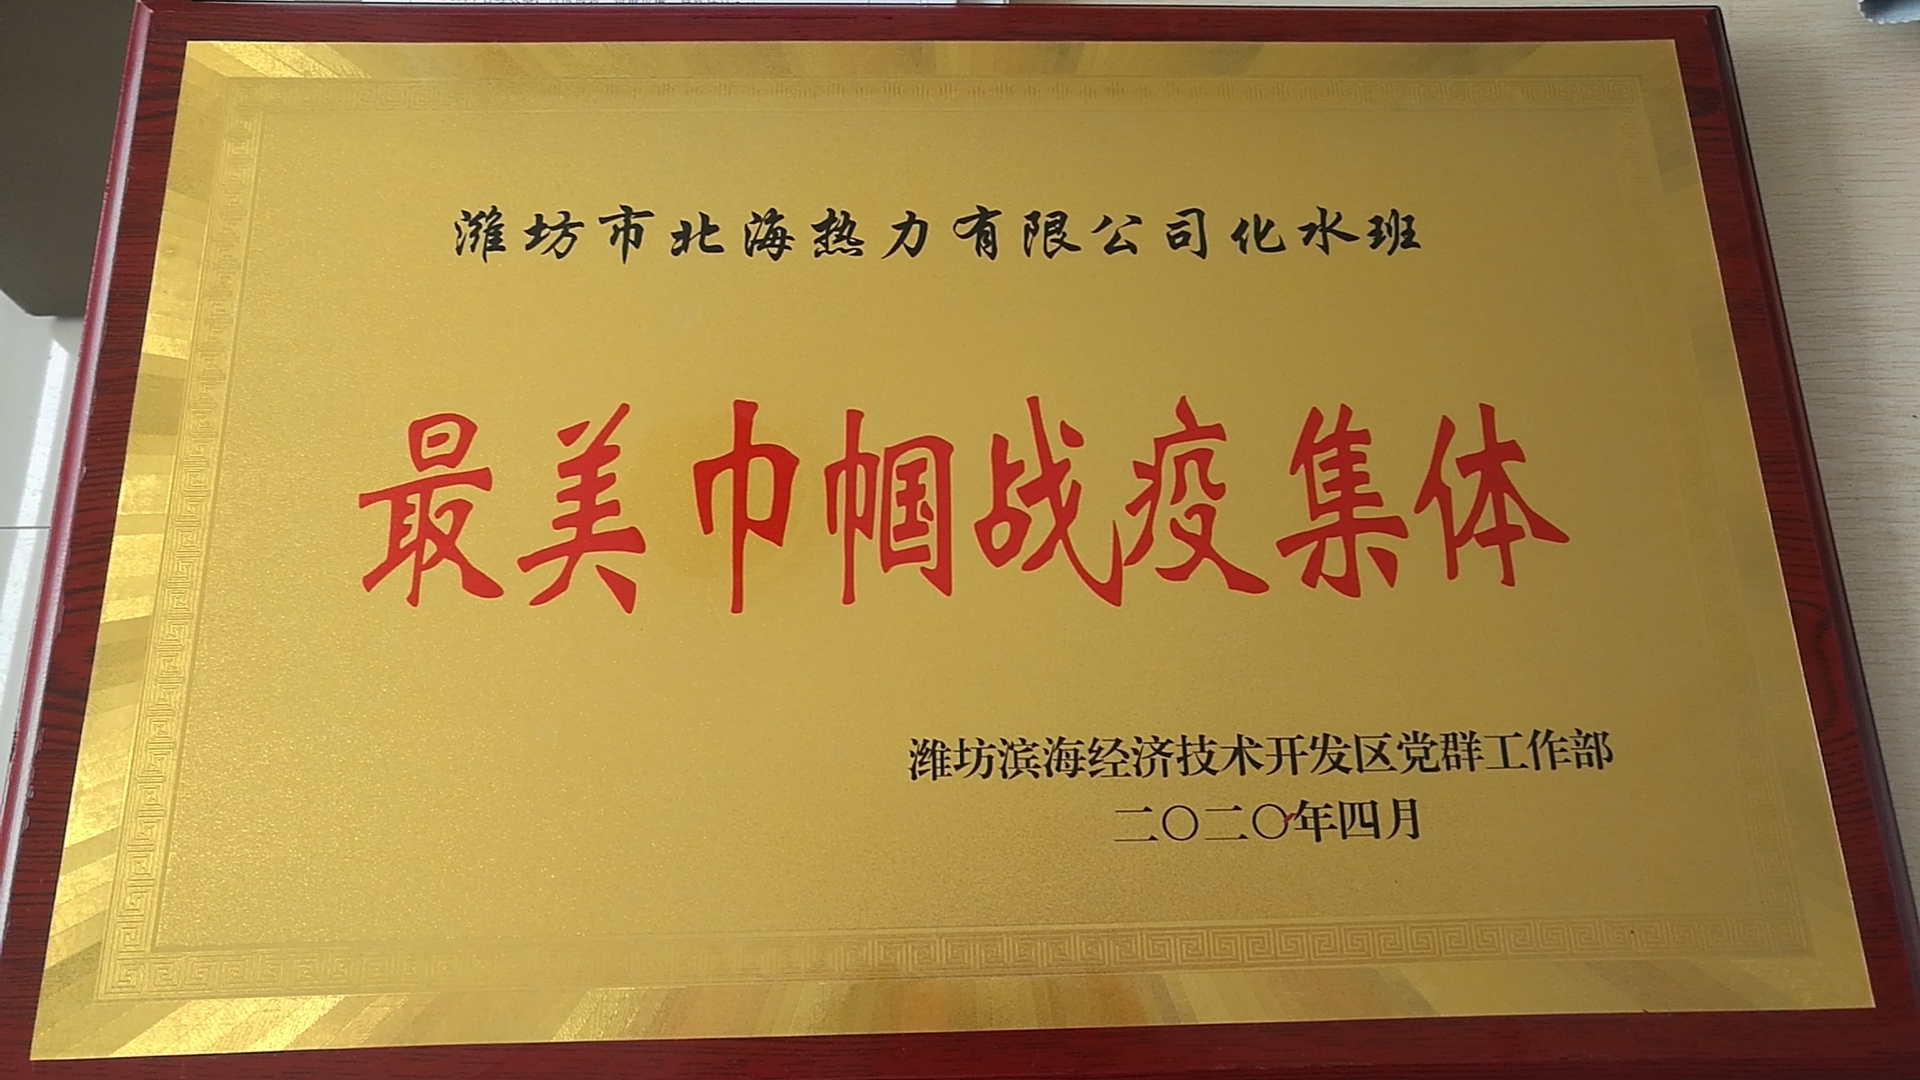 潍坊市北海热力有限公司化水班
最美巾帼战疫集体
潍坊滨海经济技术开发区党群工作部
二〇二〇年四月